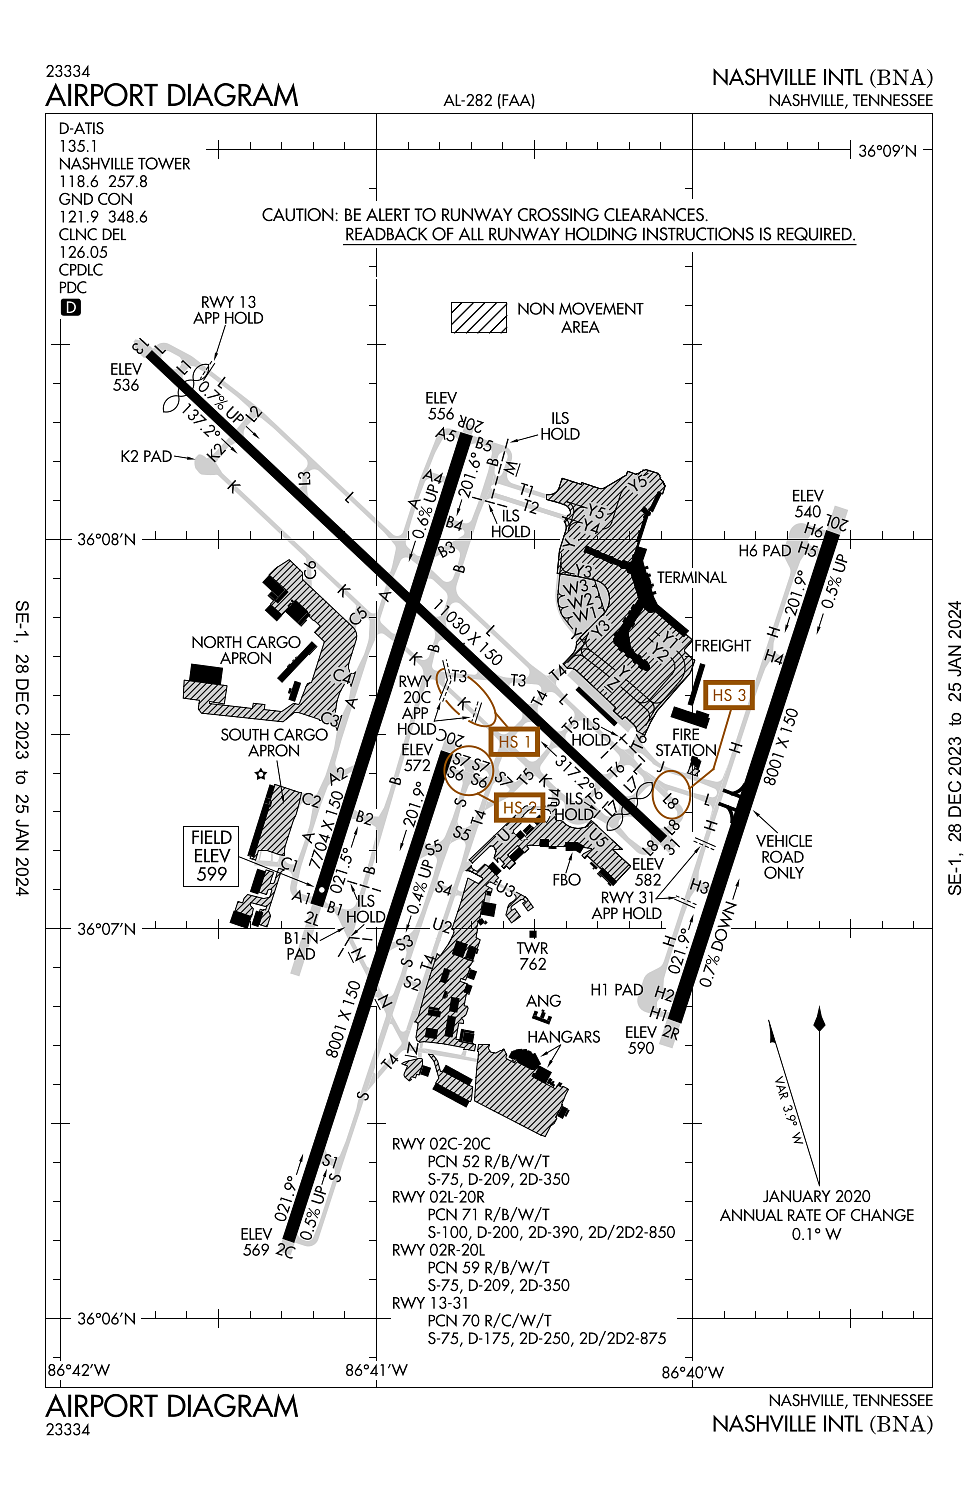 23334
AIRPORT DIAGRAM
AL-282 (FAA)
NASHVILLE INTL (BNA)
NASHVILLE, TENNESSEE
D-ATIS
135.1
NASHVILLE TOWER
118.6 257.8
GND CON
121.9 348.6
CLNC DEL
126.05
CPDLC
PDC
D
36°09'N
CAUTION: BE ALERT TO RUNWAY CROSSING CLEARANCES.
READBACK OF ALL RUNWAY HOLDING INSTRUCTIONS IS REQUIRED.
RWY 13
APP HOLD
NON MOVEMENT
AREA
13
L
ELEV
536
L1
L
0.7% UP
137.2°
L2
K2
K2 PAD
K
L3
L
ELEV
556
20R
A5
B5
ILS
HOLD
B
M
A4
A
201.6°
0.6% UP
T1
T2
ILS
HOLD
B4
B3
B
Y5
Y5
Y4
Y3
W3
W2
W1
Y3
Y2
Y1
TERMINAL
ELEV
540
20L
H6
H5
H6 PAD
201.9°
0.5% UP
H
H4
36°08'N
C6
K
C5
A
11030 X 150
L
NORTH CARGO
APRON
C4
C3
A
K
B
RWY
20C
APP
HOLD
T3
K
T3
T4
T4
L
FREIGHT
HS 3
SOUTH CARGO
APRON
20C
ELEV
572
HS 1
T5
ILS
HOLD
T6
FIRE
STATION
H
8001 X 150
S7
S7
S6
S6
S7
T5
K
317.2°
T6
L7
L
L8
L
A2
C2
B
201.9°
S
T4
HS 2
U4
ILS
HOLD
T6
T7
L8
L8
31
H
VEHICLE
ROAD
ONLY
FIELD
ELEV
599
7704 X 150
A
B2
021.5°
B
S5
S5
U5
N
ELEV
582
C1
A1
2L
B1
ILS
HOLD
0.4% UP
S4
U3
FBO
RWY 31
APP HOLD
H3
36°07'N
B1-N
PAD
N
S3
S
U2
T4
S2
TWR
762
H
021.9°
0.7% DOWN
N
8001 X 150
ANG
HANGARS
H1 PAD
H2
H1
2R
ELEV
590
T4
S
VAR 3.9° W
S1
S
021.9°
0.5% UP
ELEV
569
2C
RWY 02C-20C
PCN 52 R/B/W/T
S-75, D-209, 2D-350
RWY 02L-20R
PCN 71 R/B/W/T
S-100, D-200, 2D-390, 2D/2D2-850
RWY 02R-20L
PCN 59 R/B/W/T
S-75, D-209, 2D-350
RWY 13-31
PCN 70 R/C/W/T
S-75, D-175, 2D-250, 2D/2D2-875
JANUARY 2020
ANNUAL RATE OF CHANGE
0.1° W
36°06'N
86°42'W
86°41'W
86°40'W
SE-1, 28 DEC 2023 to 25 JAN 2024
SE-1, 28 DEC 2023 to 25 JAN 2024
AIRPORT DIAGRAM
23334
NASHVILLE, TENNESSEE
NASHVILLE INTL (BNA)